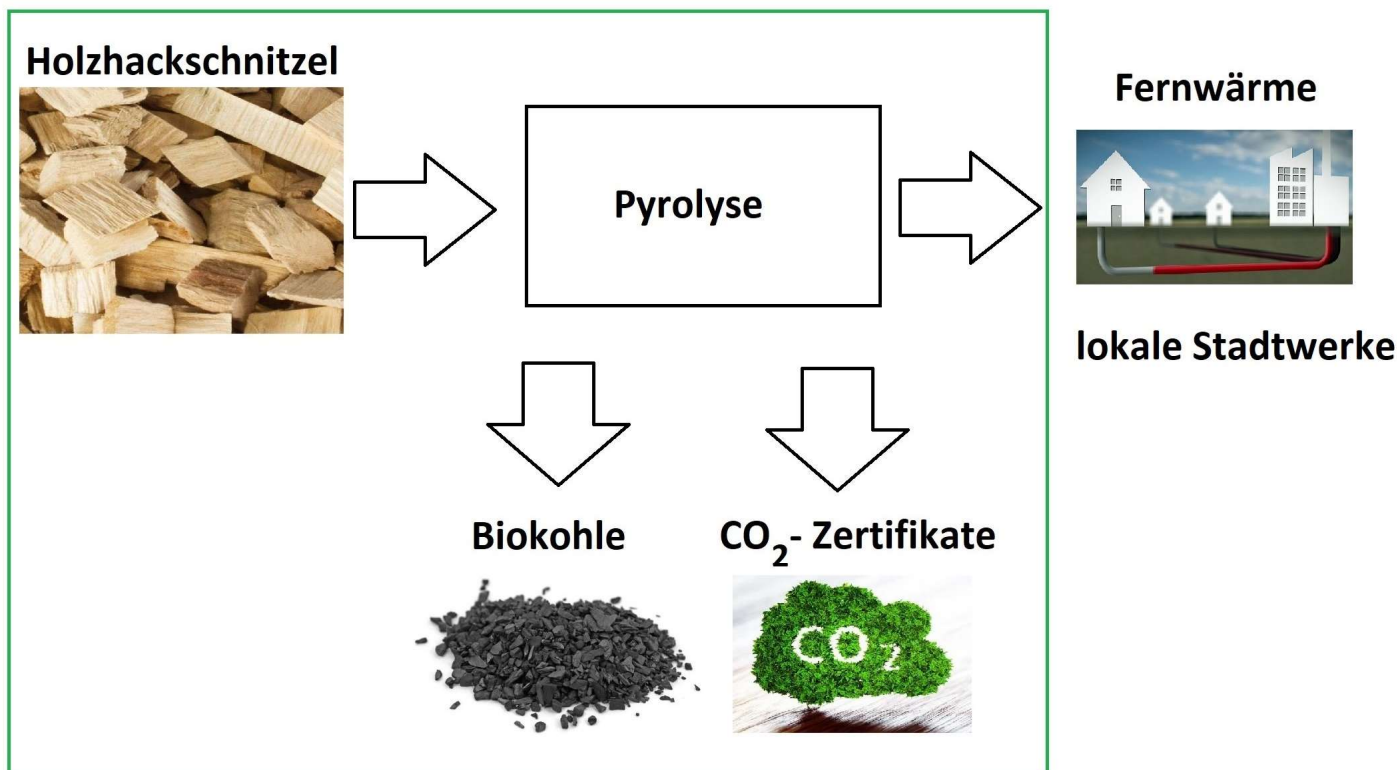 Holzhackschnitzel
Pyrolyse
Fernwärme
lokale Stadtwerke
Biokohle
CO₂- Zertifikate
CO₂